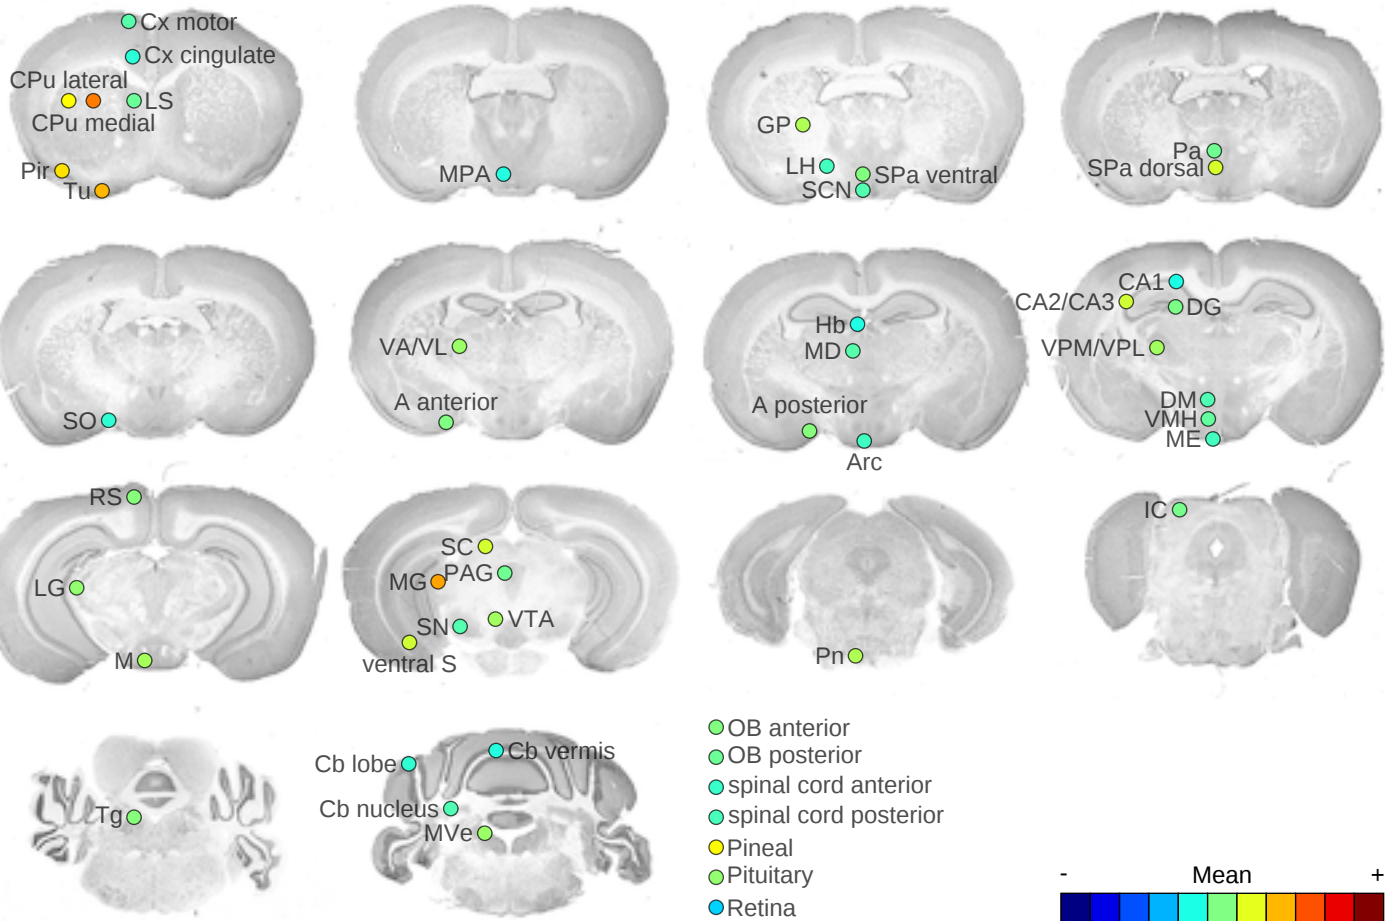 Cx motor
Cx cingulate
CPu lateral
LS
CPu medial
Pir
Tu
MPA
GP
LH
SPa ventral
SCN
Pa
SPa dorsal
SO
VA/VL
A anterior
Hb
MD
A posterior
Arc
CA1
CA2/CA3
DG
VPM/VPL
DM
VMH
ME
RS
LG
M
SC
MG
PAG
SN
VTA
ventral S
Pn
IC
Tg
Cb lobe
Cb vermis
Cb nucleus
MVe
OB anterior
OB posterior
spinal cord anterior
spinal cord posterior
Pineal
Pituitary
Retina
- Mean +